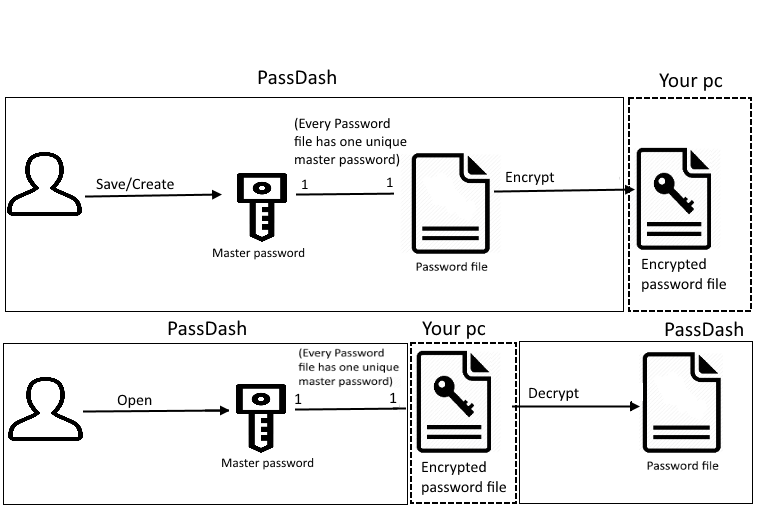 PassDash
Your pc
(Every Password
file has one unique
master password)
Save/Create
1
1
Encrypt
Master password
Password file
Encrypted
password file
PassDash
Your pc
PassDash
(Every Password
file has one unique
master password)
Open
1
1
Decrypt
Master password
Encrypted
password file
Password file